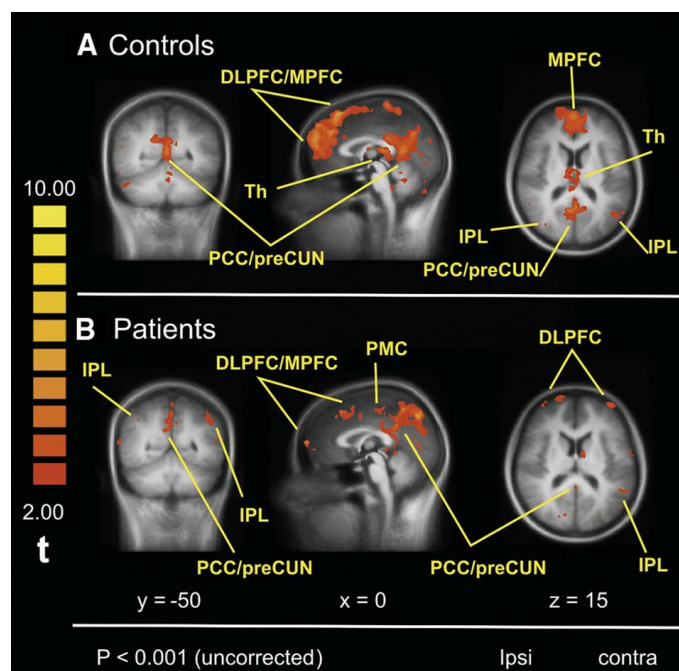 A Controls
DLPFC/MPFC
MPFC
Th
Th
IPL
IPL
PCC/preCUN
PCC/preCUN
10.00
B Patients
DLPFC
PMC
DLPFC/MPFC
IPL
IPL
IPL
2.00
t
PCC/preCUN
PCC/preCUN
y = -50 x = 0 z = 15
P < 0.001 (uncorrected) Ipsi contra